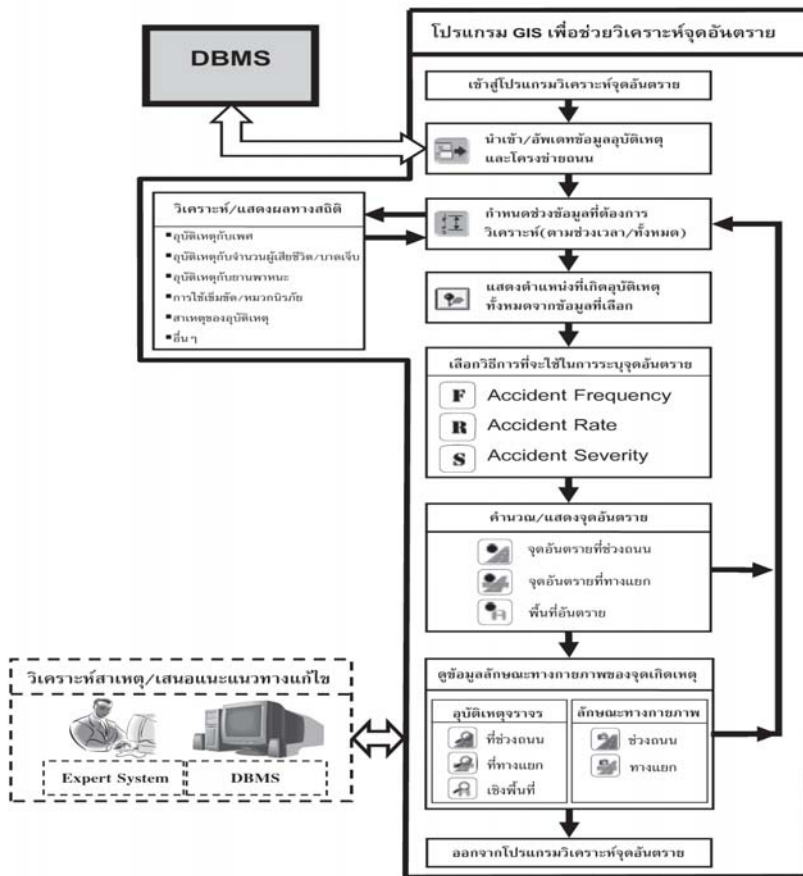 โปรแกรม GIS เพื่อช่วยวิเคราะห์จุดอันตราย
DBMS
เข้าสู่โปรแกรมวิเคราะห์จุดอันตราย
นำเข้า/อัพเดทข้อมูลอุบัติเหตุ
และโครงข่ายถนน
วิเคราะห์/แสดงผลทางสถิติ
▪อุบัติเหตุกับเพศ
▪อุบัติเหตุกับจำนวนผู้เสียชีวิต/บาดเจ็บ
▪อุบัติเหตุกับยานพาหนะ
▪การใช้เข็มขัด/หมวกนิรภัย
▪สาเหตุของอุบัติเหตุ
▪อื่นๆ
กำหนดช่วงข้อมูลที่ต้องการ
วิเคราะห์(ตามช่วงเวลา/ทั้งหมด)
แสดงตำแหน่งที่เกิดอุบัติเหตุ
ทั้งหมดจากข้อมูลที่เลือก
เลือกวิธีการที่จะใช้ในการระบุจุดอันตราย
F Accident Frequency
R Accident Rate
S Accident Severity
คำนวณ/แสดงจุดอันตราย
จุดอันตรายที่ช่วงถนน
จุดอันตรายที่ทางแยก
พื้นที่อันตราย
วิเคราะห์สาเหตุ/เสนอแนะแนวทางแก้ไข
Expert System
DBMS
ดูข้อมูลลักษณะทางกายภาพของจุดเกิดเหตุ
อุบัติเหตุจราจร
ที่ช่วงถนน
ที่ทางแยก
เชิงพื้นที่
ลักษณะทางกายภาพ
ช่วงถนน
ทางแยก
ออกจากโปรแกรมวิเคราะห์จุดอันตราย